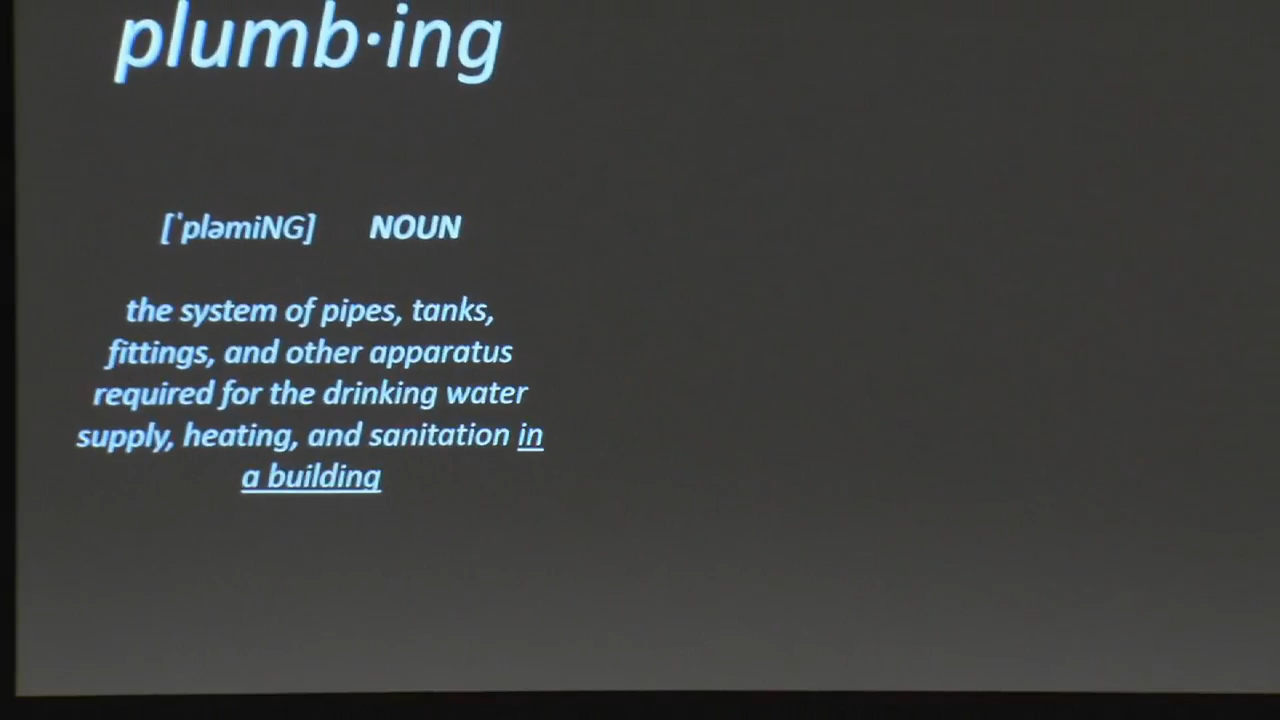 plumb·ing
[ˈpləmiNG] NOUN
the system of pipes, tanks,
fittings, and other apparatus
required for the drinking water
supply, heating, and sanitation in
a building